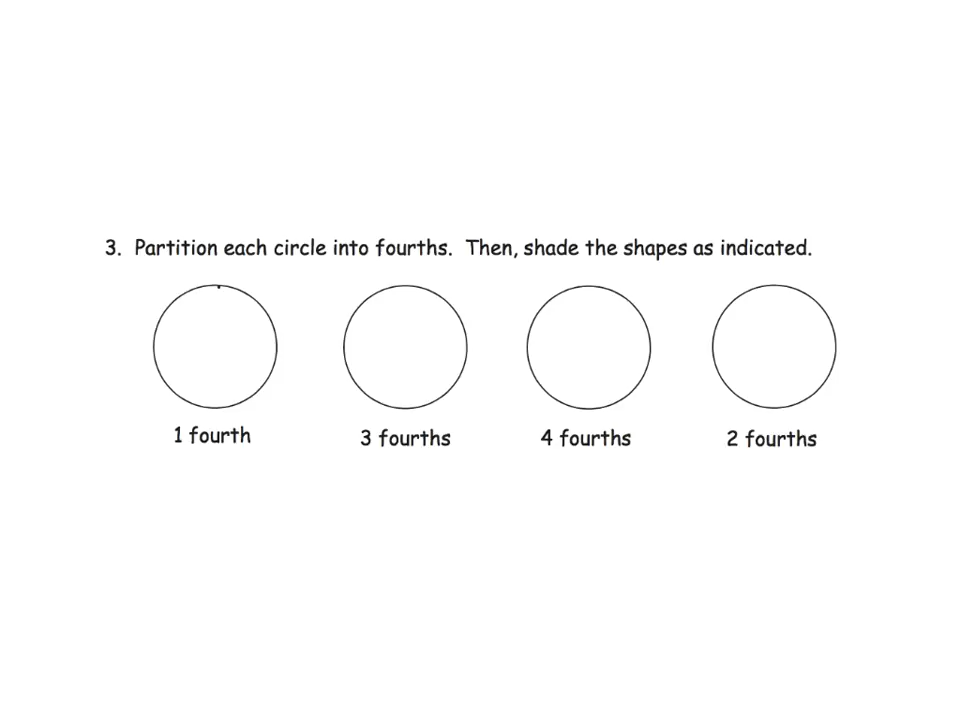 3. Partition each circle into fourths. Then, shade the shapes as indicated.
1 fourth 3 fourths 4 fourths 2 fourths